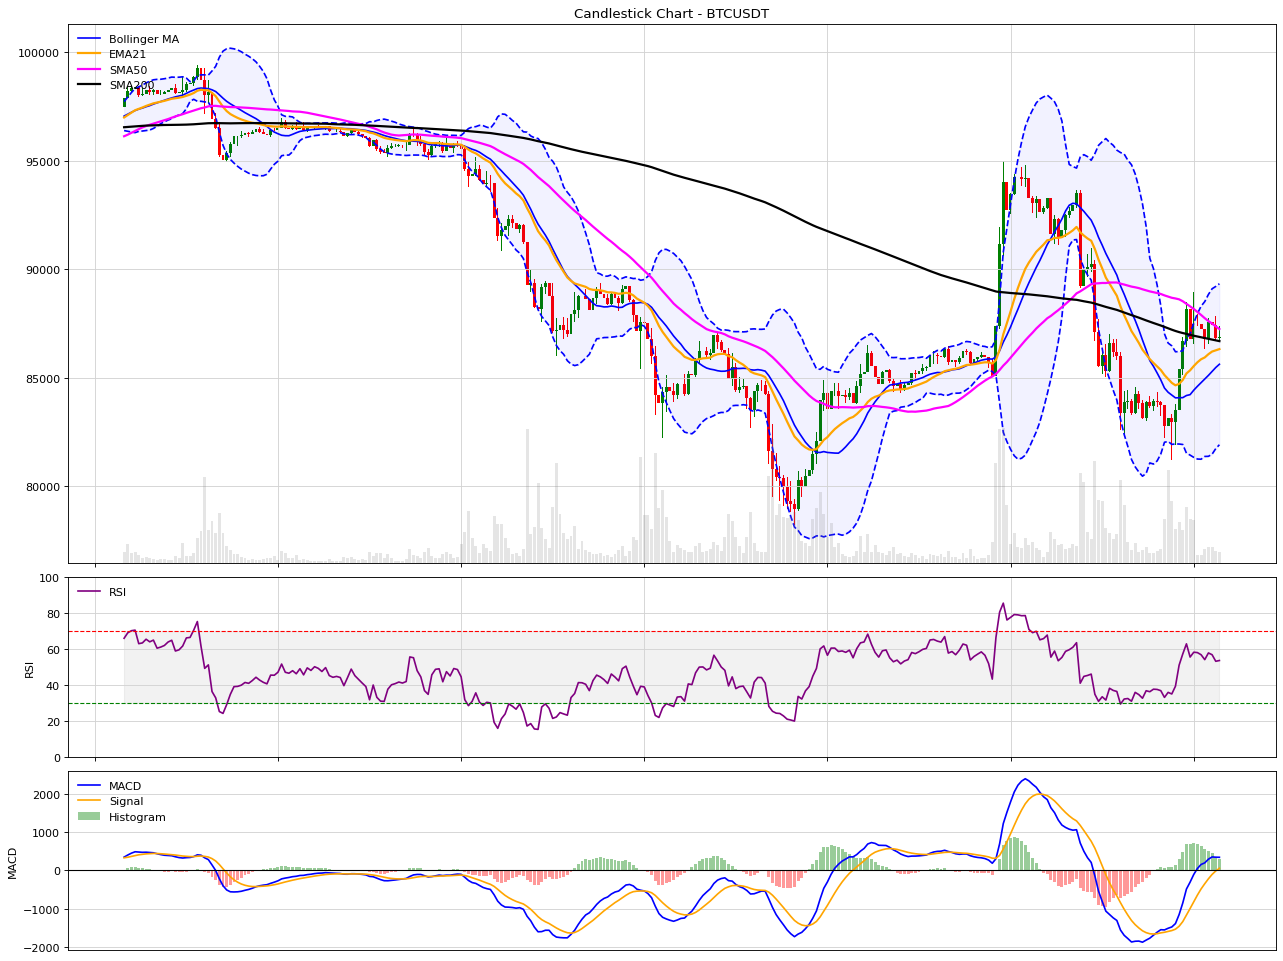 Candlestick Chart - BTCUSDT
Bollinger MA
EMA21
SMA50
SMA200
100000
95000
90000
85000
80000
RSI
RSI
100
80
60
40
20
0
MACD
Signal
Histogram
MACD
2000
1000
0
−1000
−2000